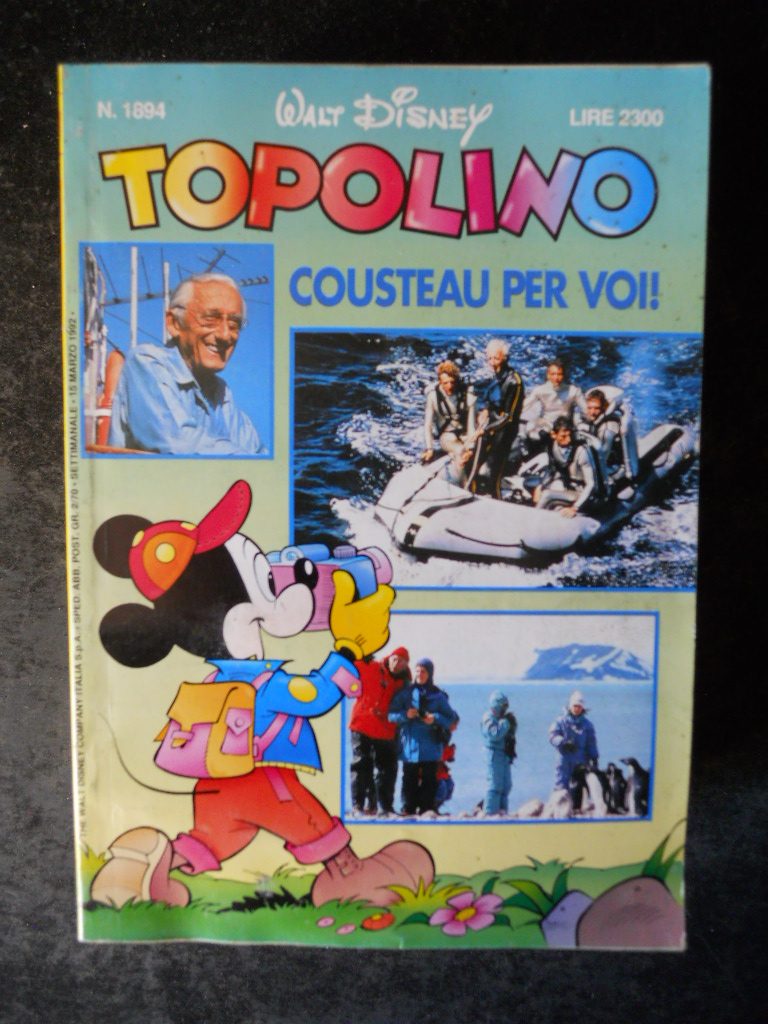 N. 1894
WALT DISNEY
LIRE 2300
TOPOLINO
COUSTEAU PER VOI!
THE WALT DISNEY COMPANY ITALIA S.p.A. - SPED. ABB. POST. GR. 2/70 - SETTIMANALE - 15 MARZO 1992 -